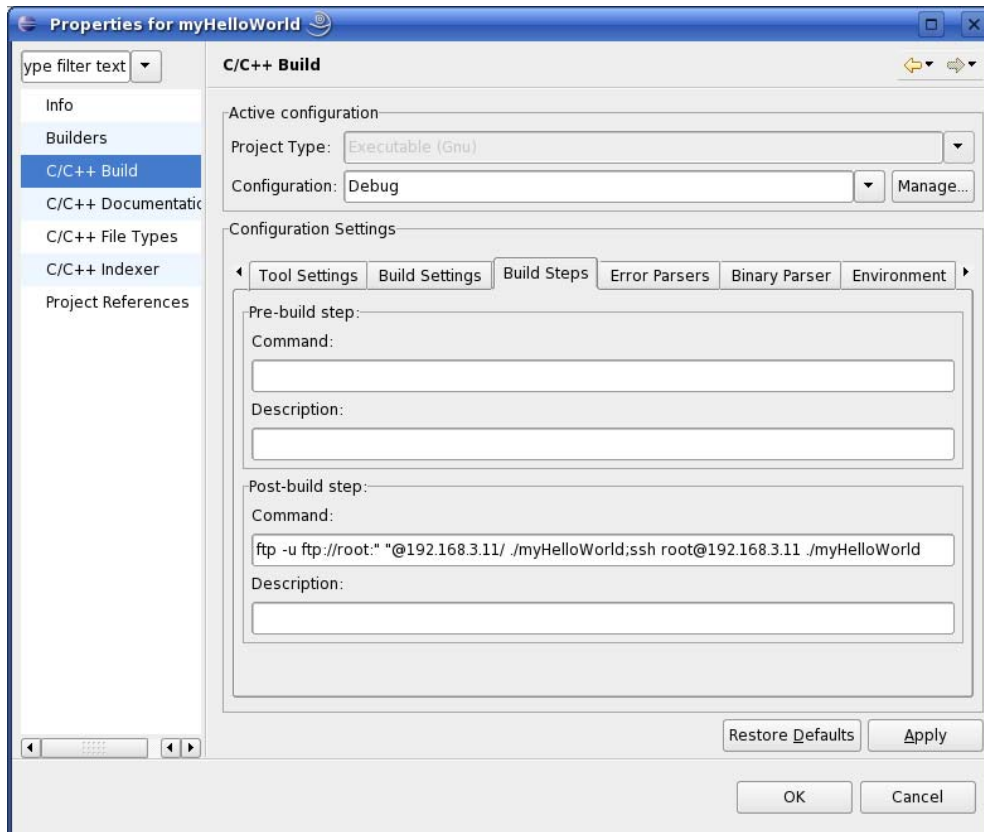 Properties for myHelloWorld
ype filter text
C/C++ Build
Info
Builders
C/C++ Build
C/C++ Documentatic
C/C++ File Types
C/C++ Indexer
Project References
Active configuration
Project Type: Executable (Gnu)
Configuration: Debug Manage...
Configuration Settings
Tool Settings Build Settings Build Steps Error Parsers Binary Parser Environment
Pre-build step:
Command:
Description:
Post-build step:
Command:
ftp -u ftp://root:" "@192.168.3.11/ ./myHelloWorld;ssh root@192.168.3.11 ./myHelloWorld
Description:
Restore Defaults Apply
OK Cancel